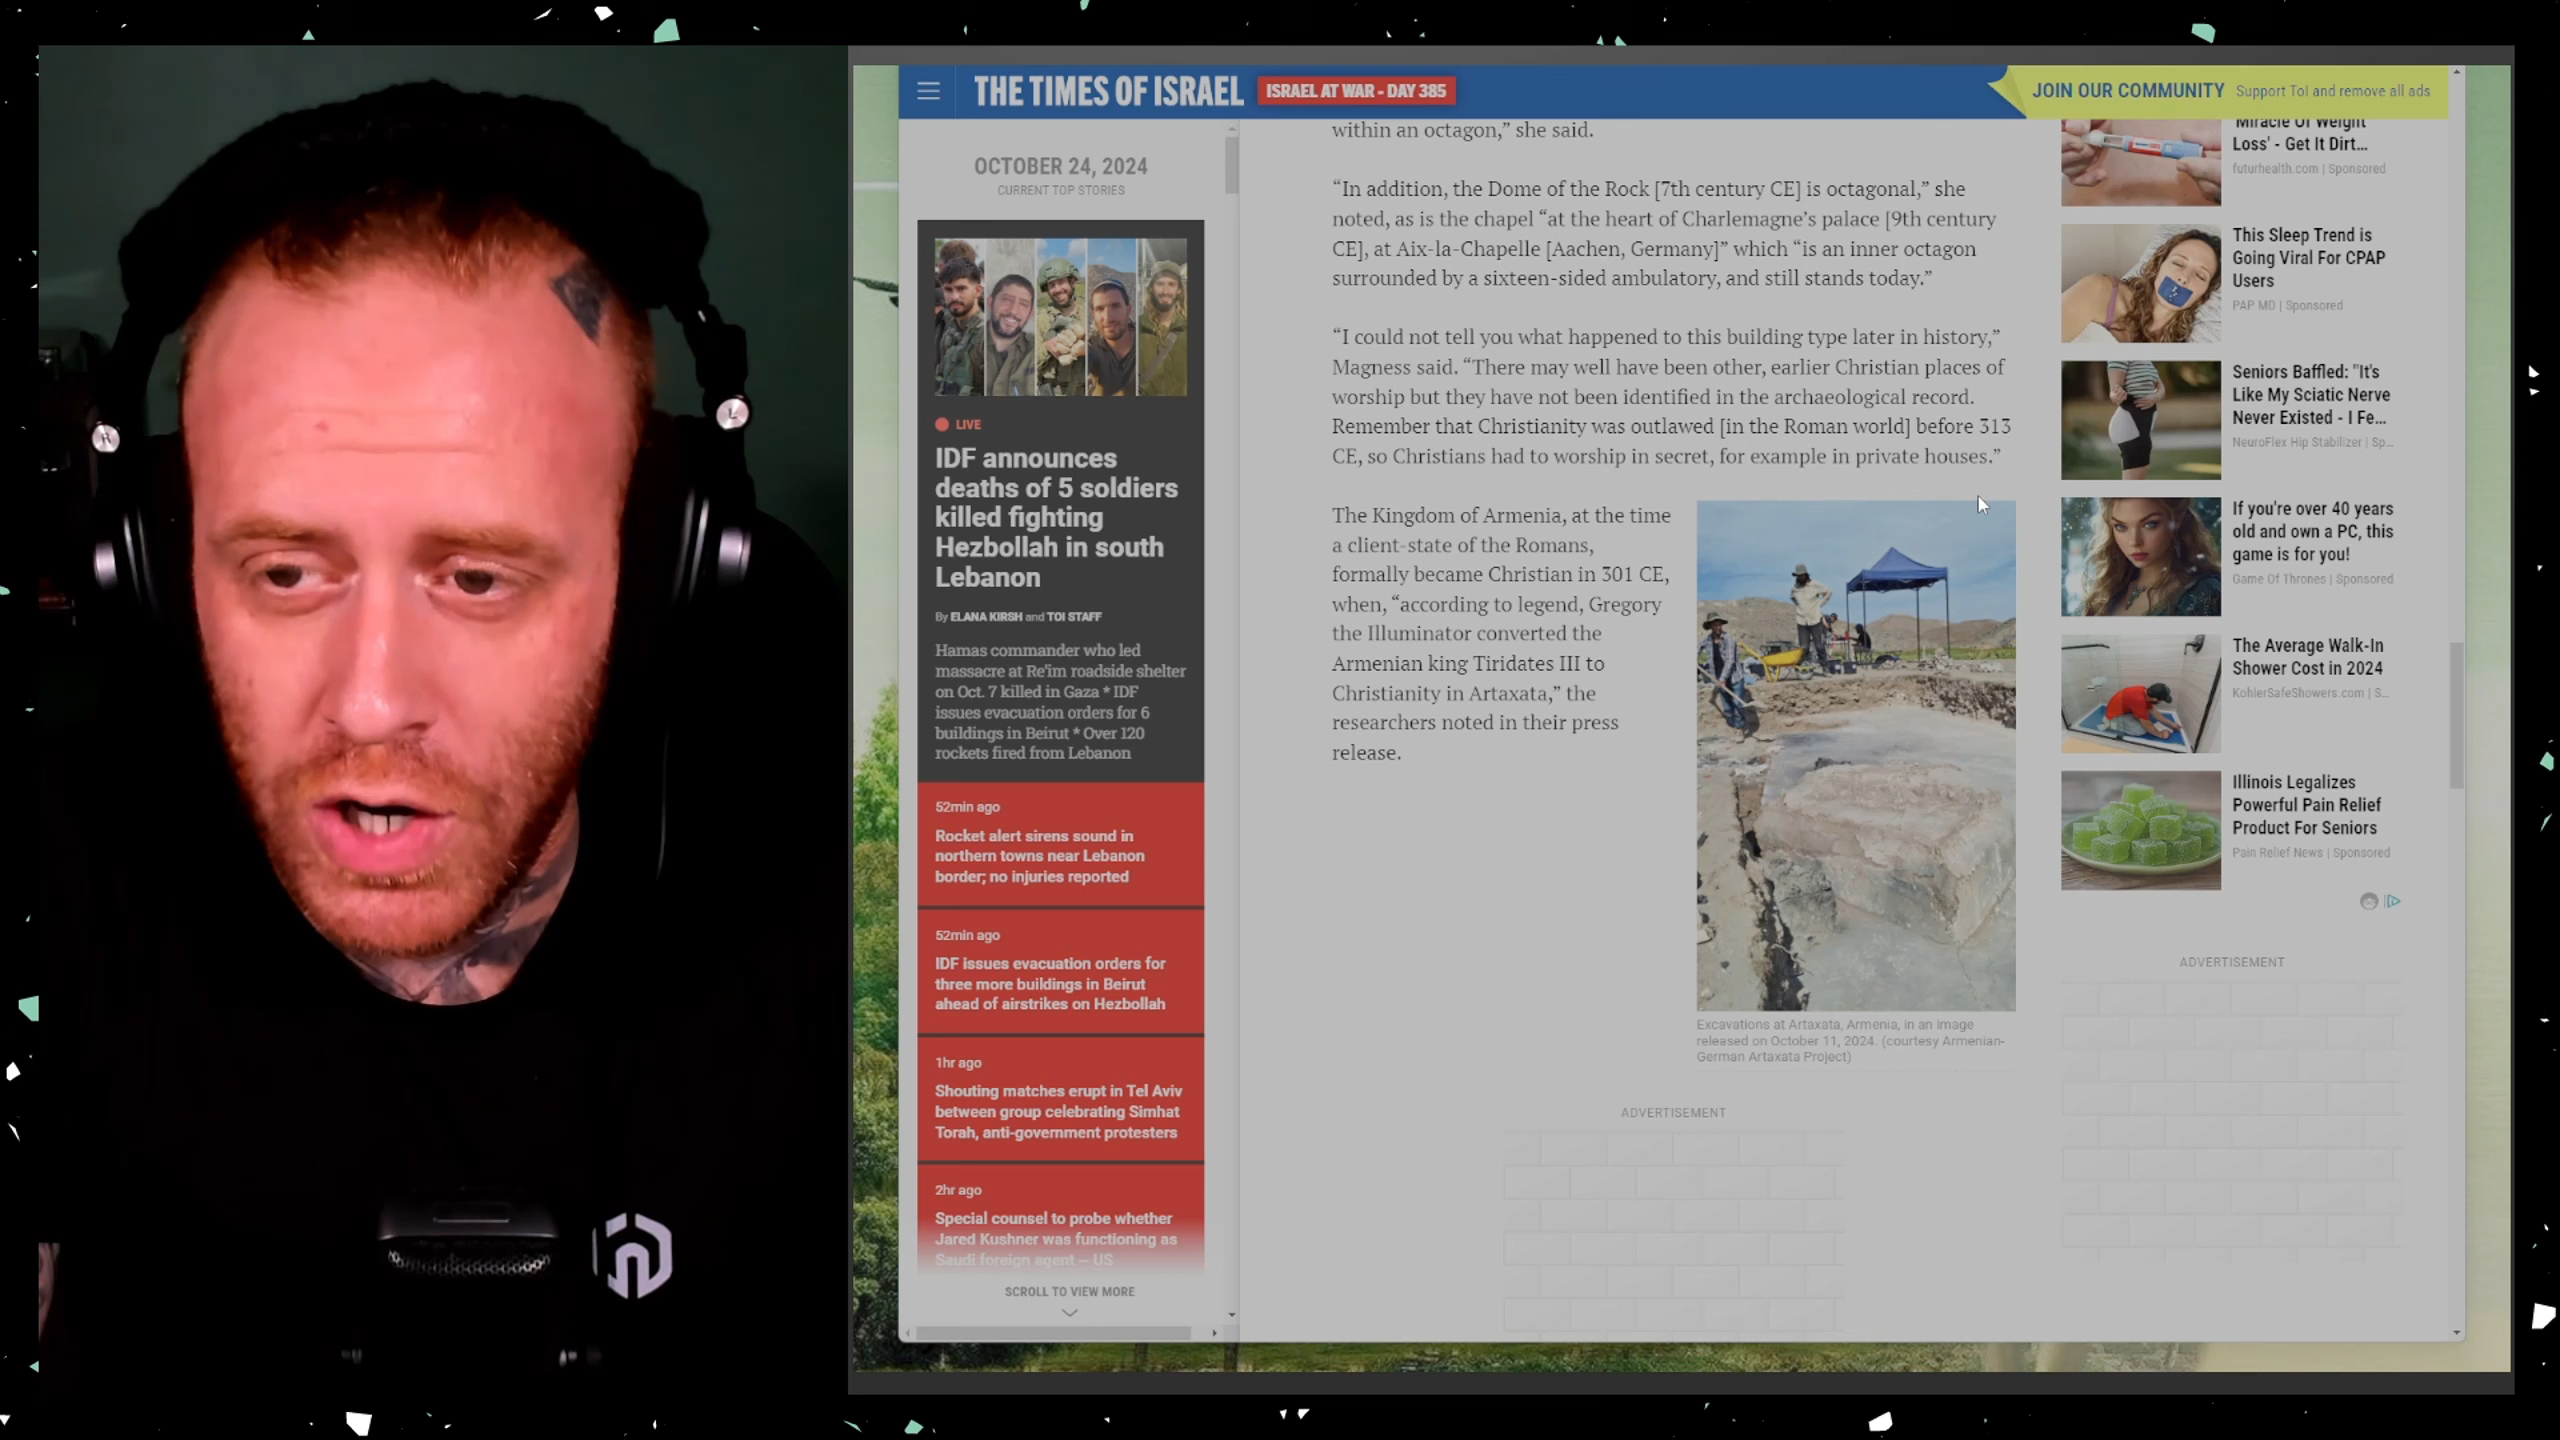 THE TIMES OF ISRAEL
ISRAEL AT WAR - DAY 385
JOIN OUR COMMUNITY Support ToI and remove all ads
OCTOBER 24, 2024
CURRENT TOP STORIES
LIVE
IDF announces
deaths of 5 soldiers
killed fighting
Hezbollah in south
Lebanon
By ELANA KIRSH and TOI STAFF
Hamas commander who led
massacre at Re'im roadside shelter
on Oct. 7 killed in Gaza * IDF
issues evacuation orders for 6
buildings in Beirut * Over 120
rockets fired from Lebanon
52min ago
Rocket alert sirens sound in
northern towns near Lebanon
border; no injuries reported
52min ago
IDF issues evacuation orders for
three more buildings in Beirut
ahead of airstrikes on Hezbollah
1hr ago
Shouting matches erupt in Tel Aviv
between group celebrating Simhat
Torah, anti-government protesters
2hr ago
Special counsel to probe whether
Jared Kushner was functioning as
Saudi foreign agent — US
SCROLL TO VIEW MORE
within an octagon,” she said.
“In addition, the Dome of the Rock [7th century CE] is octagonal,” she
noted, as is the chapel “at the heart of Charlemagne’s palace [9th century
CE], at Aix-la-Chapelle [Aachen, Germany]” which “is an inner octagon
surrounded by a sixteen-sided ambulatory, and still stands today.”
“I could not tell you what happened to this building type later in history,”
Magness said. “There may well have been other, earlier Christian places of
worship but they have not been identified in the archaeological record.
Remember that Christianity was outlawed [in the Roman world] before 313
CE, so Christians had to worship in secret, for example in private houses.”
The Kingdom of Armenia, at the time
a client-state of the Romans,
formally became Christian in 301 CE,
when, “according to legend, Gregory
the Illuminator converted the
Armenian king Tiridates III to
Christianity in Artaxata,” the
researchers noted in their press
release.
Excavations at Artaxata, Armenia, in an image
released on October 11, 2024. (courtesy Armenian-
German Artaxata Project)
ADVERTISEMENT
'Miracle Of Weight
Loss' - Get It Dirt...
futurhealth.com | Sponsored
This Sleep Trend is
Going Viral For CPAP
Users
PAP MD | Sponsored
Seniors Baffled: "It's
Like My Sciatic Nerve
Never Existed - I Fe...
NeuroFlex Hip Stabilizer | Sp...
If you're over 40 years
old and own a PC, this
game is for you!
Game Of Thrones | Sponsored
The Average Walk-In
Shower Cost in 2024
KohlerSafeShowers.com | S...
Illinois Legalizes
Powerful Pain Relief
Product For Seniors
Pain Relief News | Sponsored
ADVERTISEMENT
R
L